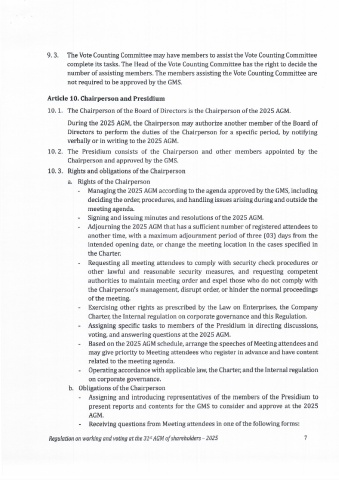 9. 3. The Vote Counting Committee may have members to assist the Vote Counting Committee
complete its tasks. The Head of the Vote Counting Committee has the right to decide the
number of assisting members. The members assisting the Vote Counting Committee are
not required to be approved by the GMS.
Article 10. Chairperson and Presidium
10. 1. The Chairperson of the Board of Directors is the Chairperson of the 2025 AGM.
During the 2025 AGM, the Chairperson may authorize another member of the Board of
Directors to perform the duties of the Chairperson for a specific period, by notifying
verbally or in writing to the 2025 AGM.
10. 2. The Presidium consists of the Chairperson and other members appointed by the
Chairperson and approved by the GMS.
10. 3. Rights and obligations of the Chairperson
a. Rights of the Chairperson
- Managing the 2025 AGM according to the agenda approved by the GMS, including
deciding the order, procedures, and handling issues arising during and outside the
meeting agenda.
- Signing and issuing minutes and resolutions of the 2025 AGM.
- Adjourning the 2025 AGM that has a sufficient number of registered attendees to
another time, with a maximum adjournment period of three (03) days from the
intended opening date, or change the meeting location in the cases specified in
the Charter.
- Requesting all meeting attendees to comply with security check procedures or
other lawful and reasonable security measures, and requesting competent
authorities to maintain meeting order and expel those who do not comply with
the Chairperson's management, disrupt order, or hinder the normal proceedings
of the meeting.
- Exercising other rights as prescribed by the Law on Enterprises, the Company
Charter, the Internal regulation on corporate governance and this Regulation.
- Assigning specific tasks to members of the Presidium in directing discussions,
voting, and answering questions at the 2025 AGM.
- Based on the 2025 AGM schedule, arrange the speeches of Meeting attendees and
may give priority to Meeting attendees who register in advance and have content
related to the meeting agenda.
- Operating accordance with applicable law, the Charter, and the Internal regulation
on corporate governance.
b. Obligations of the Chairperson
- Assigning and introducing representatives of the members of the Presidium to
present reports and contents for the GMS to consider and approve at the 2025
AGM.
- Receiving questions from Meeting attendees in one of the following forms:
Regulation on working and voting at the 31st AGM of shareholders – 2025 7